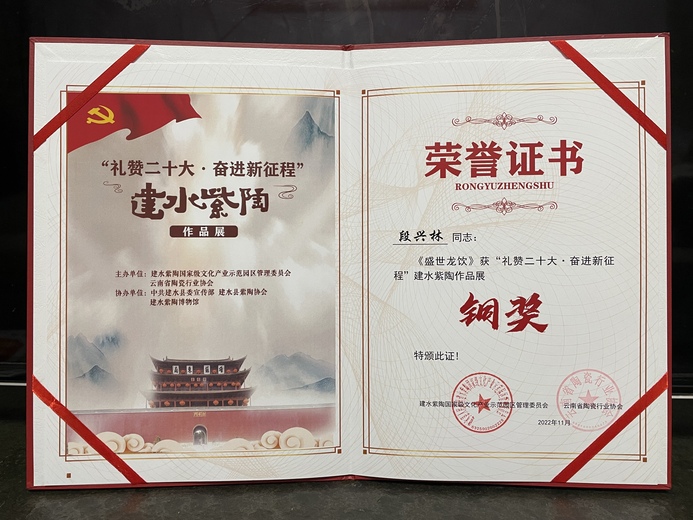 “礼赞二十大·奋进新征程”
建水紫陶
作品展
主办单位：建水紫陶国家级文化产业示范园区管理委员会
云南省陶瓷行业协会
协办单位：中共建水县委宣传部 建水县紫陶协会
建水紫陶博物馆
荣誉证书
RONGYUZHENGSHU
段兴林 同志：
《盛世龙饮》获“礼赞二十大·奋进新征
程”建水紫陶作品展
铜奖
特颁此证！
建水紫陶国家级文化产业示范园区管理委员会 云南省陶瓷行业协会
2022年11月